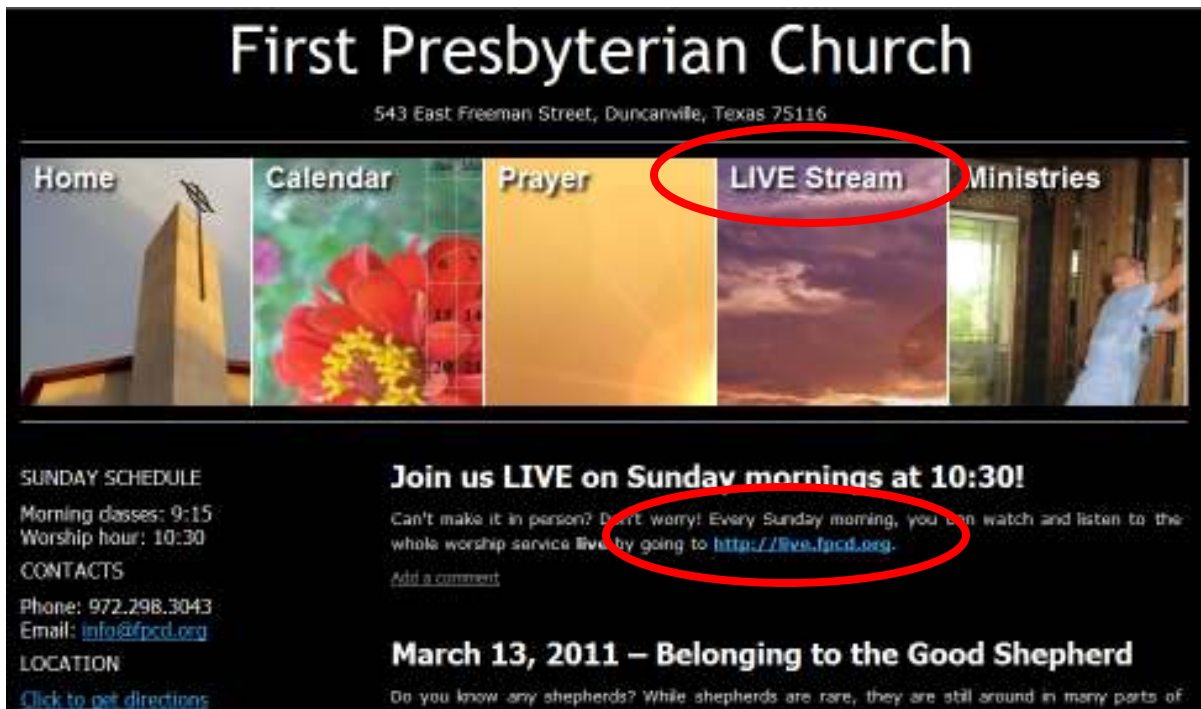 First Presbyterian Church
543 East Freeman Street, Duncanville, Texas 75116
Home
Calendar
Prayer
LiVE Stream
Ministries
SUNDAY SCHEDULE
Morning classes: 9:15
Worship hour: 10:30
CONTACTS
Phone: 972.298.3043
Email: info@fpcd.org
LOCATION
Click to get directions
Join us LIVE on Sunday mornings at 10:30!
Can't make it in person? Don't worry! Every Sunday morning, you can watch and listen to the
whole worship service live by going to http://live.fpcd.org.
Add a comment
March 13, 2011 – Belonging to the Good Shepherd
Do you know any shepherds? While shepherds are rare, they are still around in many parts of